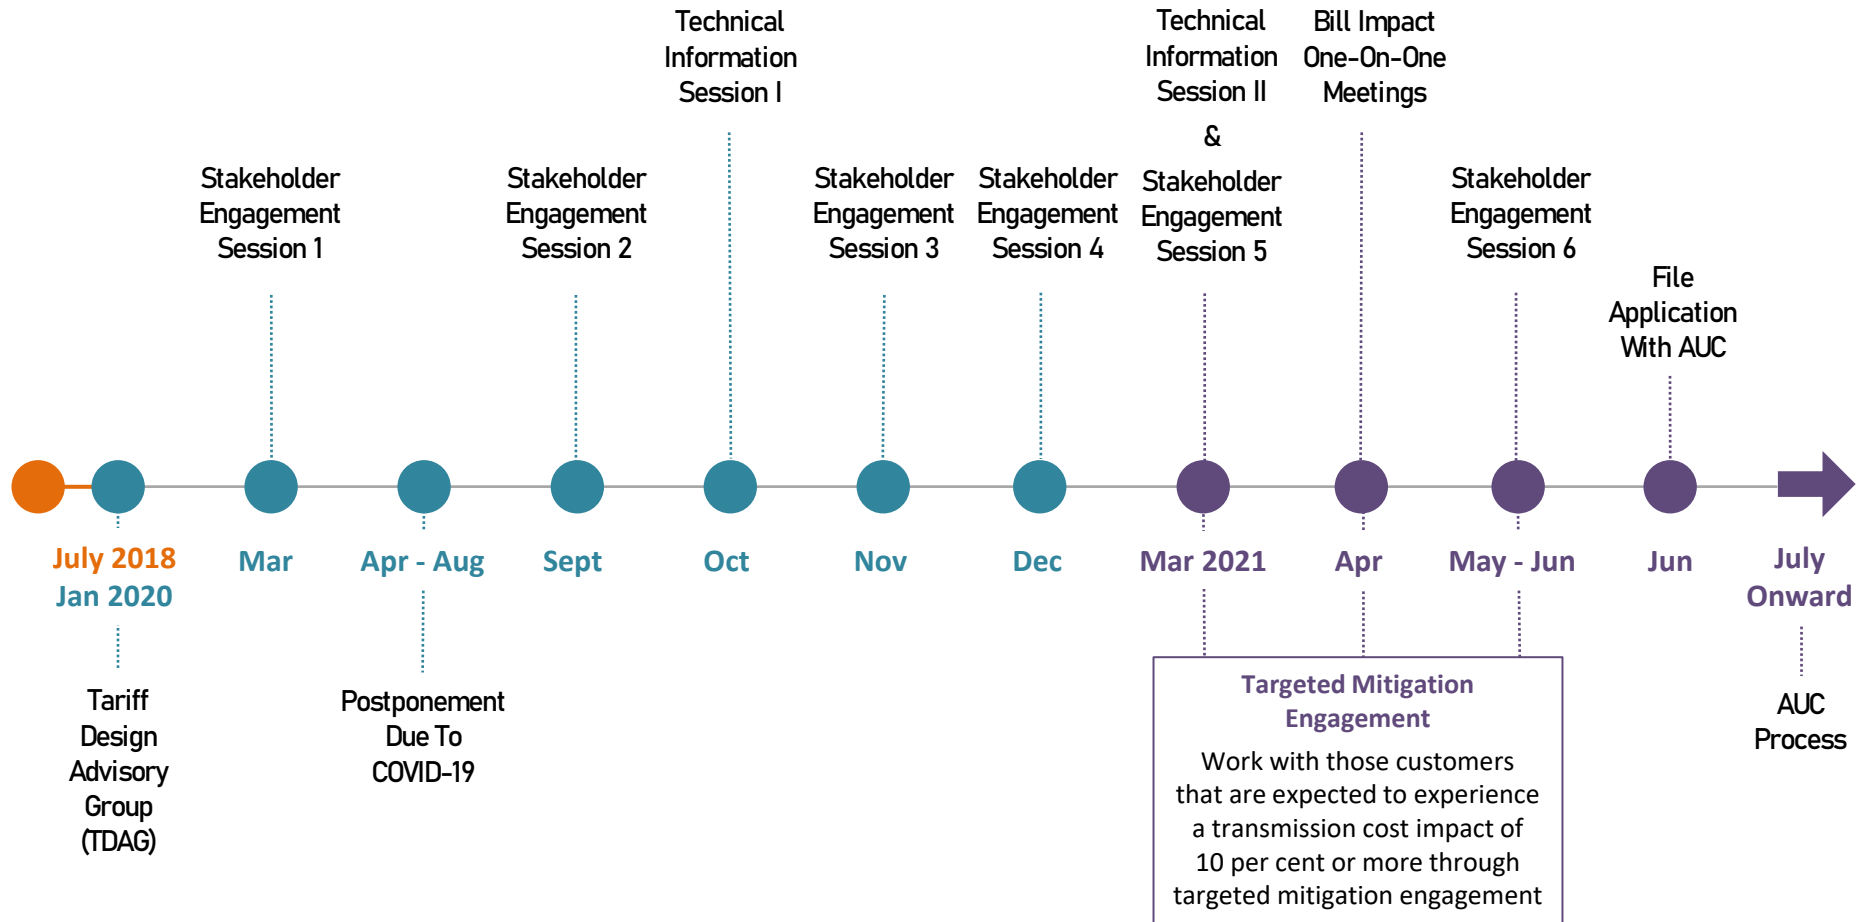 Technical
Information
Session I
Technical
Information
Session II
&
Stakeholder
Engagement
Session 5
Bill Impact
One-On-One
Meetings
Stakeholder
Engagement
Session 1
Stakeholder
Engagement
Session 2
Stakeholder
Engagement
Session 3
Stakeholder
Engagement
Session 4
Stakeholder
Engagement
Session 6
File
Application
With AUC
July 2018
Jan 2020
Mar
Apr - Aug
Sept
Oct
Nov
Dec
Mar 2021
Apr
May - Jun
Jun
July
Onward
Tariff
Design
Advisory
Group
(TDAG)
Postponement
Due To
COVID-19
Targeted Mitigation
Engagement
Work with those customers
that are expected to experience
a transmission cost impact of
10 per cent or more through
targeted mitigation engagement
AUC
Process